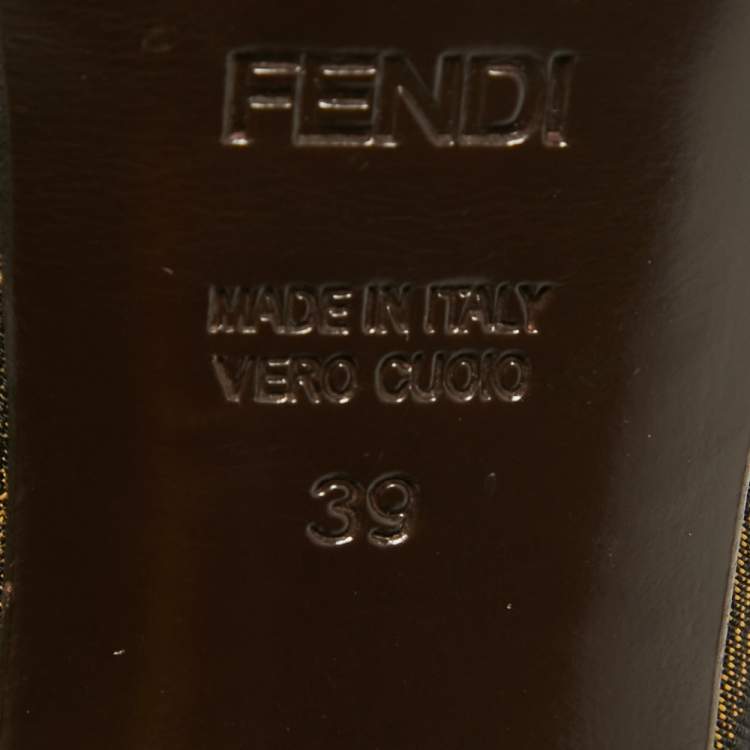 FENDI
MADE IN ITALY
VERO CUOIO
39